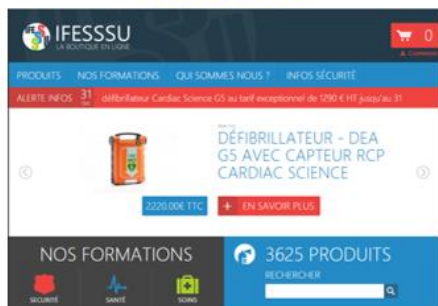 IFESSSU
LA BOUTIQUE EN LIGNE
0
PRODUITS NOS FORMATIONS QUI SOMMES NOUS ? INFOS SÉCURITÉ
ALERTE INFOS 31 défibrillateur Cardiac Science G5 au tarif exceptionnel de 1290 € HT jusqu'au 31
DÉFIBRILLATEUR - DEA
G5 AVEC CAPTEUR RCP
CARDIAC SCIENCE
2220.00€ TTC + EN SAVOIR PLUS
NOS FORMATIONS
3625 PRODUITS
RECHERCHER
SÉCURITÉ SANTÉ SOINS